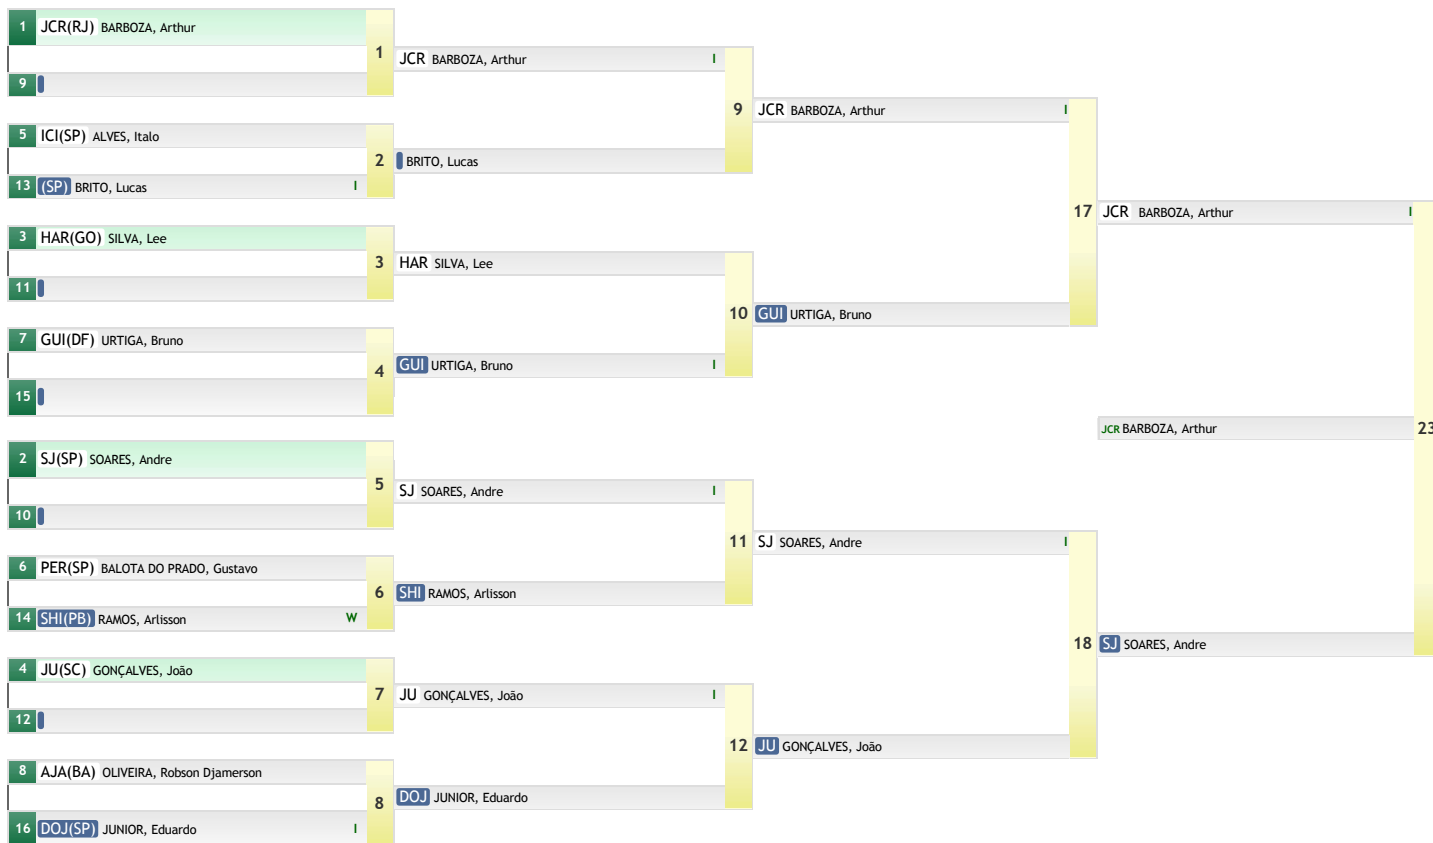 1 JCR(RJ) BARBOZA, Arthur
9
1
5 ICI(SP) ALVES, Italo
13 (SP) BRITO, Lucas I
2
3 HAR(GO) SILVA, Lee
11
3
7 GUI(DF) URTIGA, Bruno
15
4
2 SJ(SP) SOARES, Andre
10
5
6 PER(SP) BALOTA DO PRADO, Gustavo
14 SHI(PB) RAMOS, Arlisson W
6
4 JU(SC) GONÇALVES, João
12
7
8 AJA(BA) OLIVEIRA, Robson Djamerson
16 DOJ(SP) JUNIOR, Eduardo I
8
JCR BARBOZA, Arthur I
BRITO, Lucas
9
HAR SILVA, Lee
GUI URTIGA, Bruno I
10
SJ SOARES, Andre I
SHI RAMOS, Arlisson
11
JU GONÇALVES, João I
DOJ JUNIOR, Eduardo
12
JCR BARBOZA, Arthur I
GUI URTIGA, Bruno
17
SJ SOARES, Andre I
JU GONÇALVES, João
18
JCR BARBOZA, Arthur I
JCR BARBOZA, Arthur
23
SJ SOARES, Andre